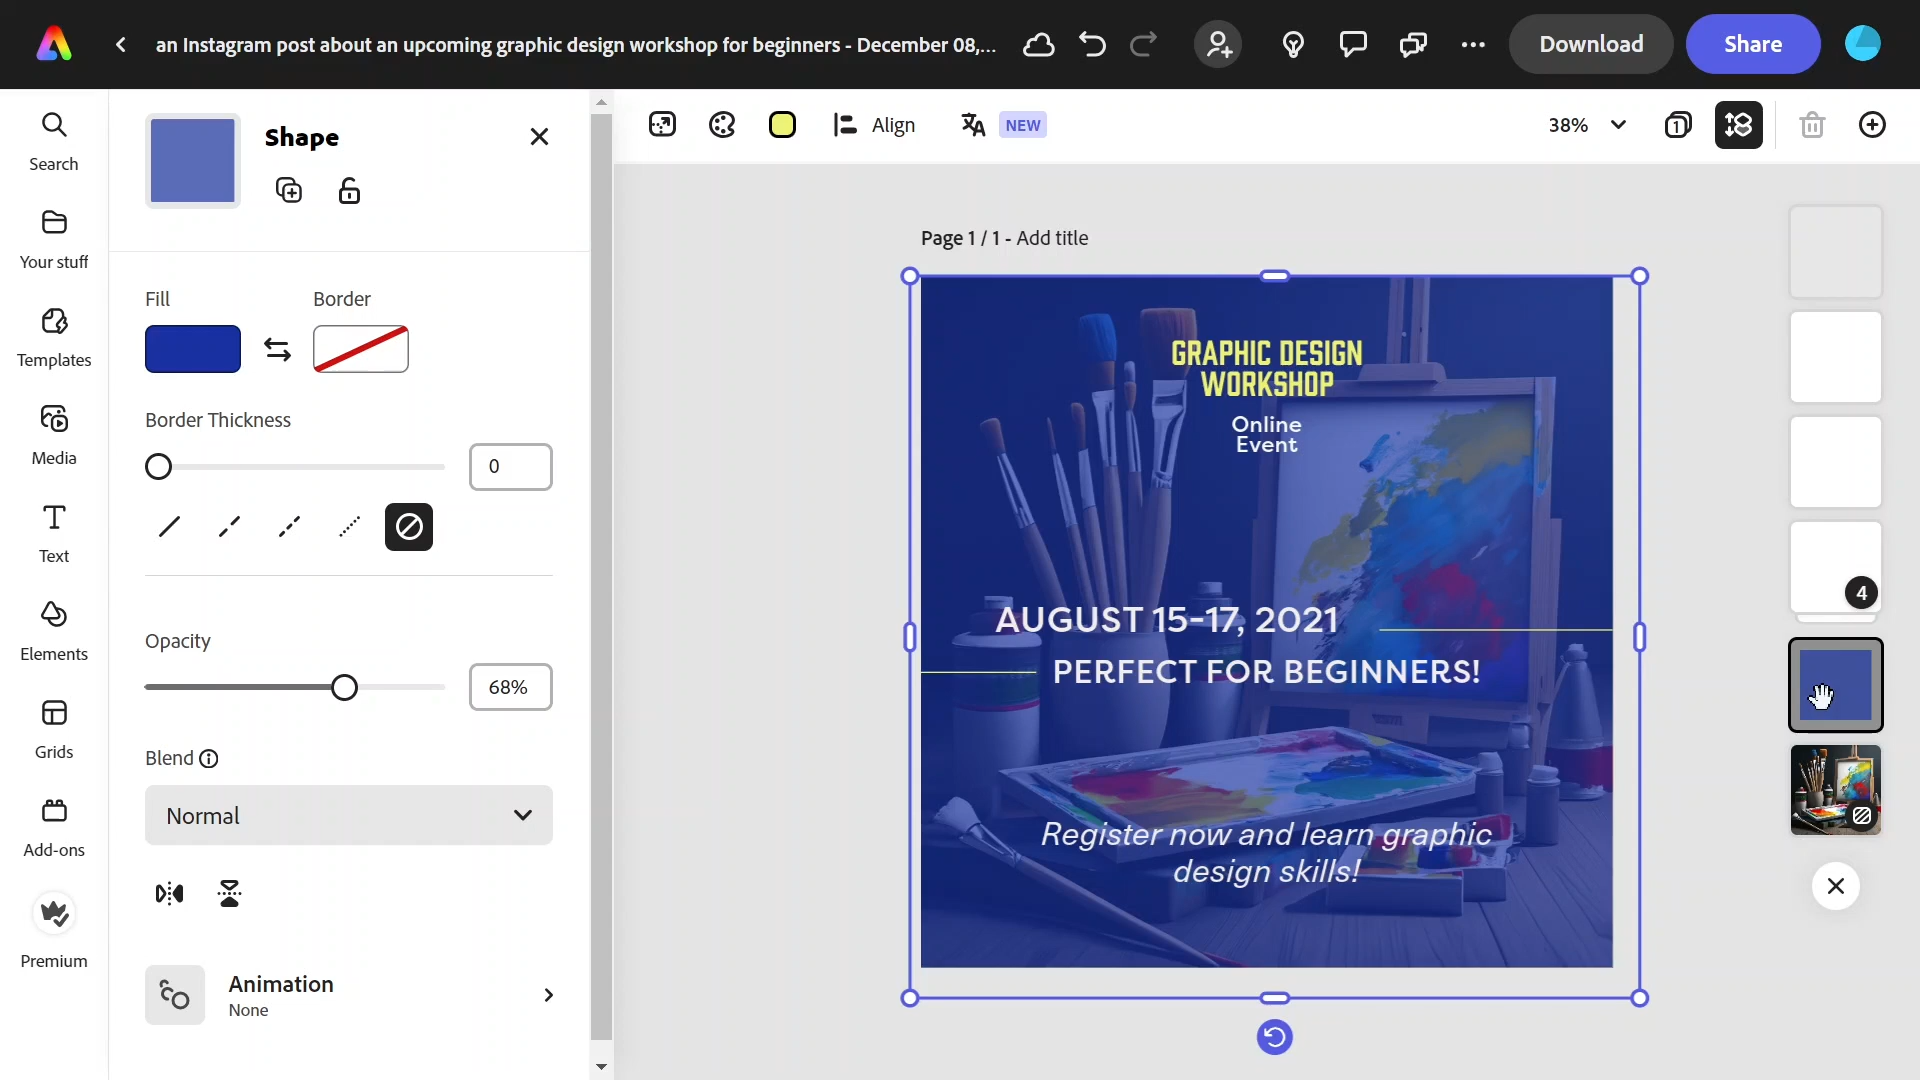 an Instagram post about an upcoming graphic design workshop for beginners - December 08,...
Download
Share
Search
Your stuff
Templates
Media
Text
Elements
Grids
Add-ons
Premium
Shape
Fill
Border
Border Thickness
0
Opacity
68%
Blend
Normal
Animation
None
Align
NEW
38%
1
Page 1 / 1 - Add title
GRAPHIC DESIGN
WORKSHOP
Online
Event
AUGUST 15-17, 2021
PERFECT FOR BEGINNERS!
Register now and learn graphic
design skills!
4